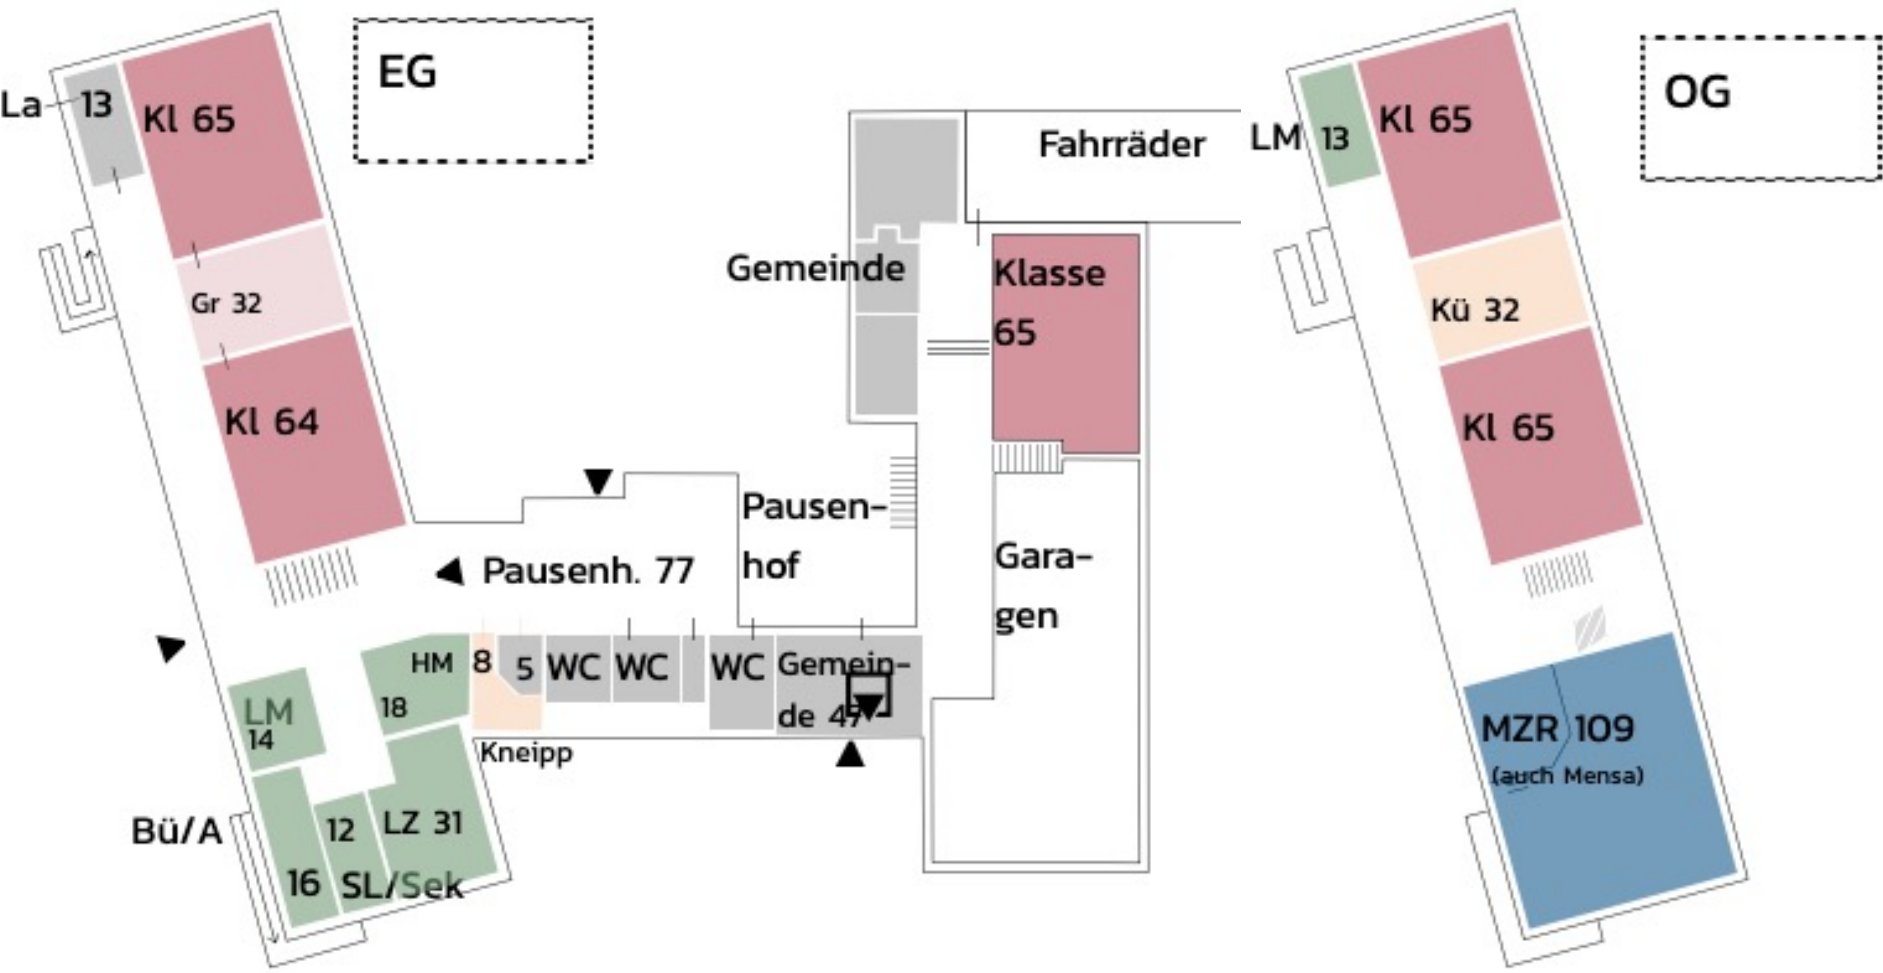 EG
La
13
Kl 65
Gr 32
Kl 64
Fahrräder
Gemeinde
Klasse
65
Pausen-
hof
Pausenh. 77
Gara-
gen
HM
18
8
5
WC
WC
WC
Gemein-
de 47
Kneipp
LM
14
Bü/A
16
12
SL/Sek
LZ 31
OG
LM
13
Kl 65
Kü 32
Kl 65
MZR 109
(auch Mensa)